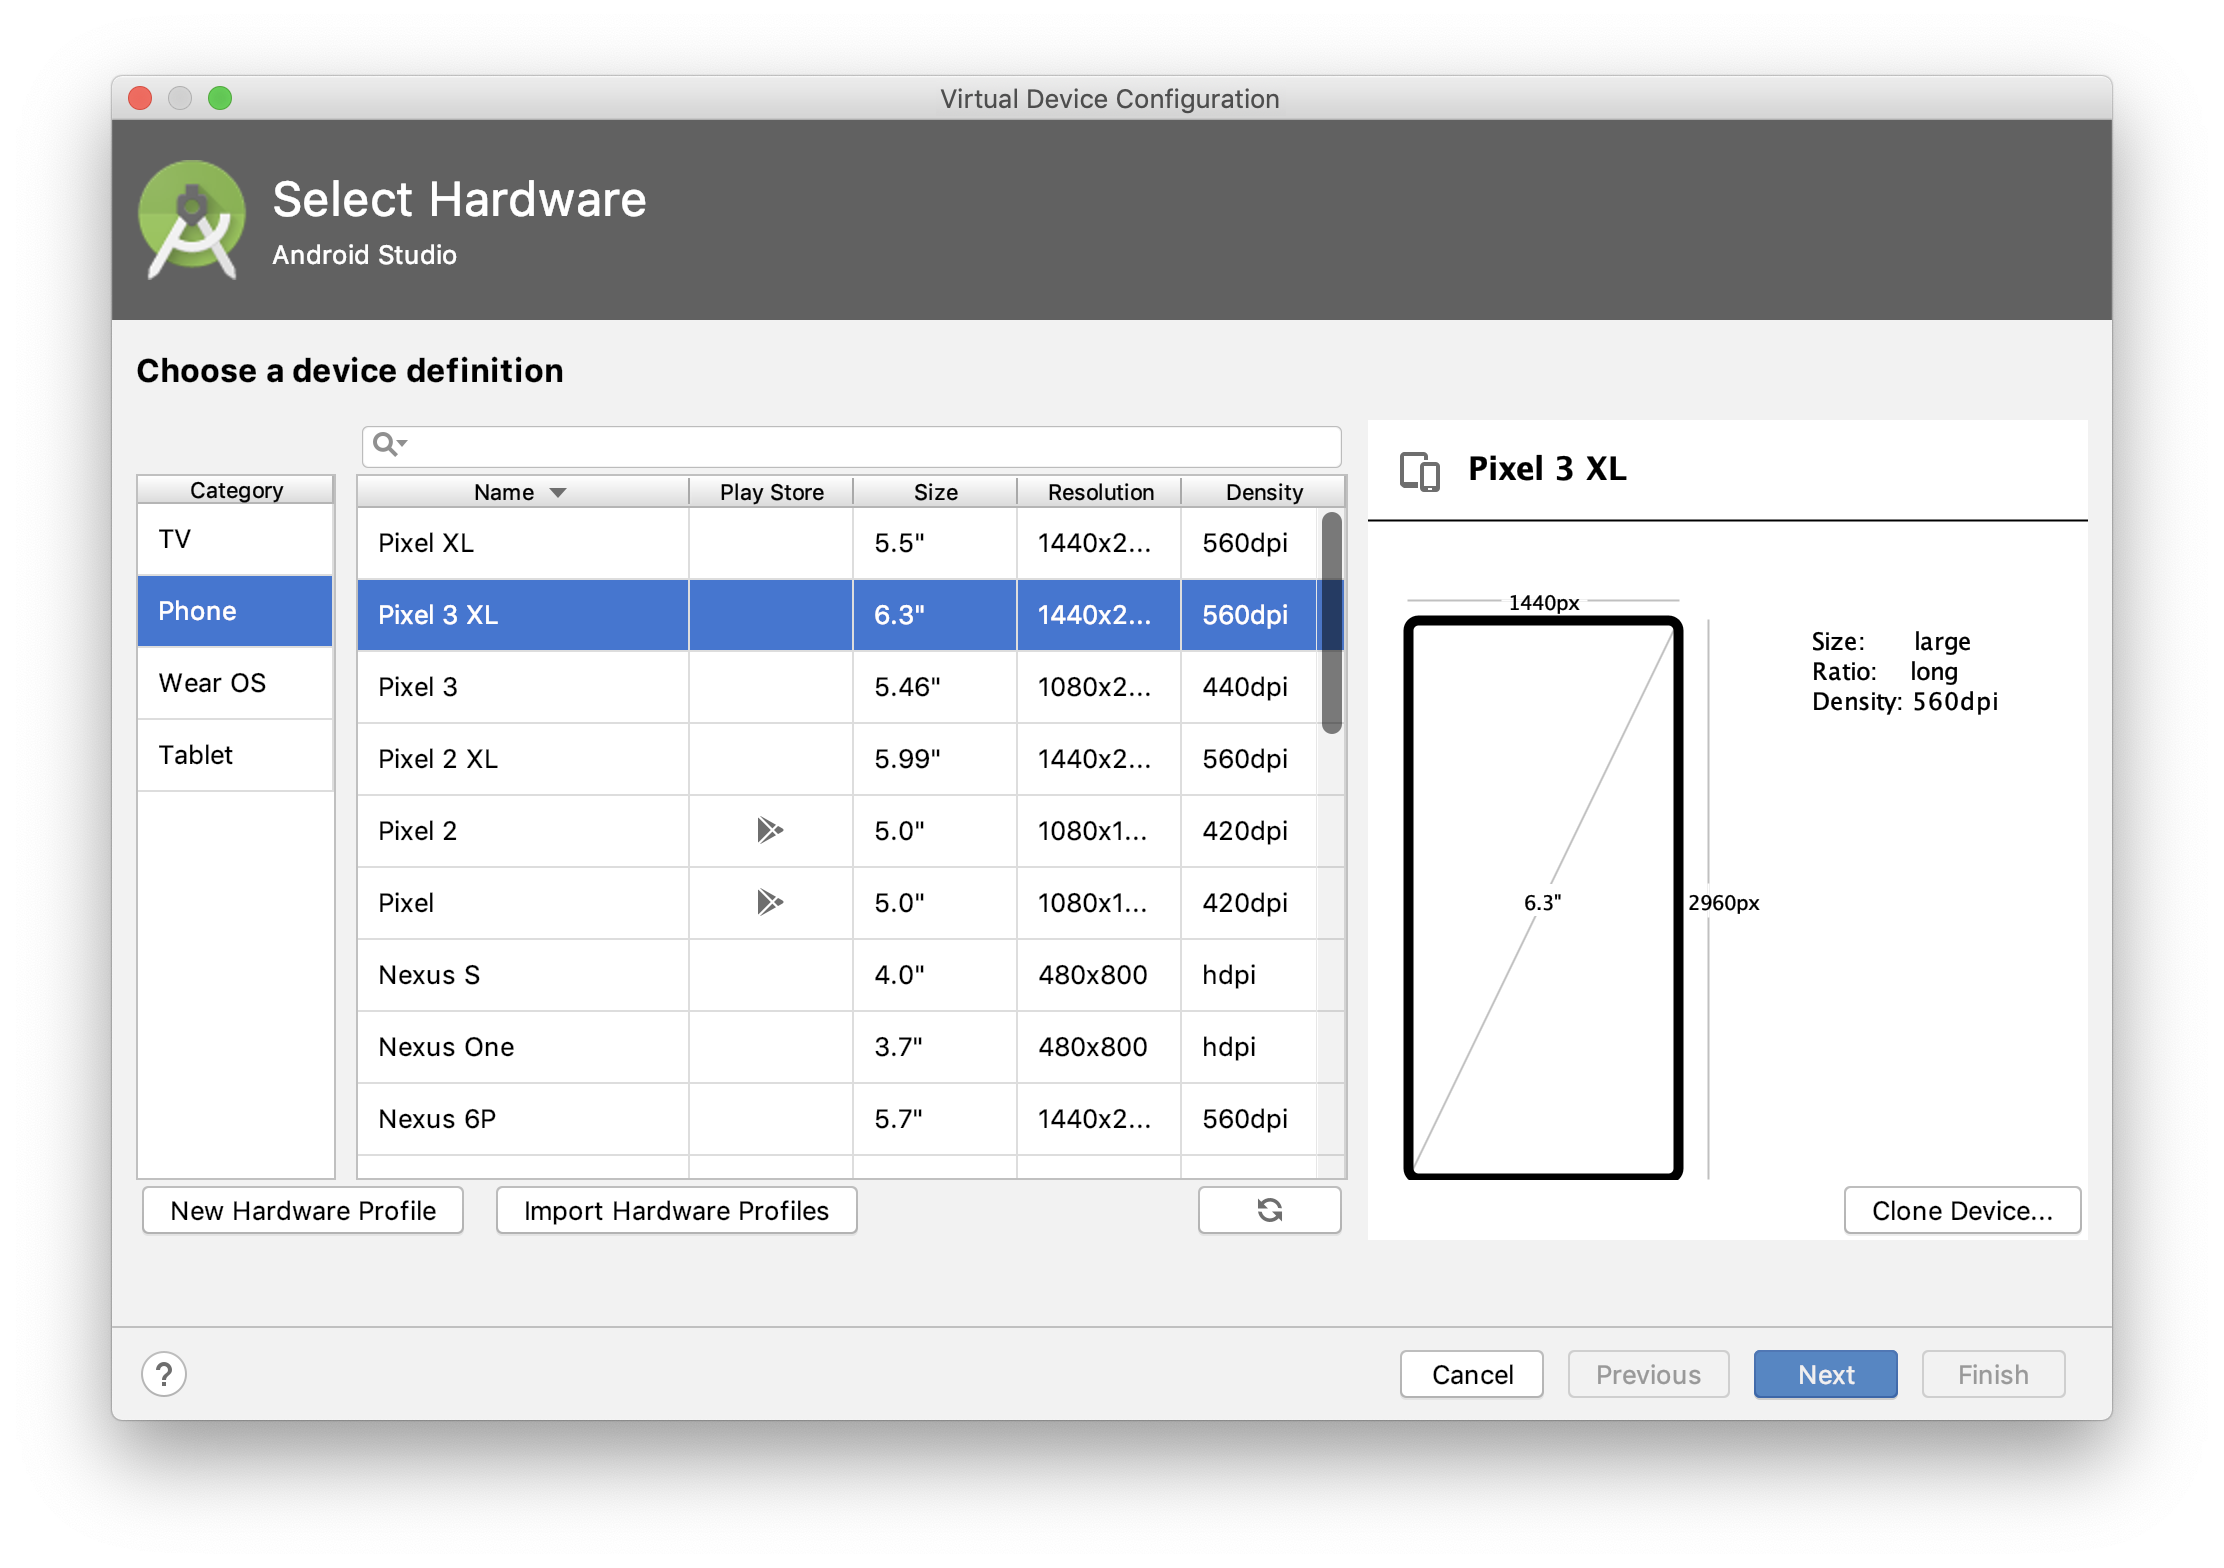 Virtual Device Configuration
Select Hardware
Android Studio
Choose a device definition
Category
TV
Phone
Wear OS
Tablet
Name Play Store Size Resolution Density
Pixel XL 5.5" 1440x2... 560dpi
Pixel 3 XL 6.3" 1440x2... 560dpi
Pixel 3 5.46" 1080x2... 440dpi
Pixel 2 XL 5.99" 1440x2... 560dpi
Pixel 2 5.0" 1080x1... 420dpi
Pixel 5.0" 1080x1... 420dpi
Nexus S 4.0" 480x800 hdpi
Nexus One 3.7" 480x800 hdpi
Nexus 6P 5.7" 1440x2... 560dpi
New Hardware Profile Import Hardware Profiles
Pixel 3 XL
1440px
6.3"
2960px
Size: large
Ratio: long
Density: 560dpi
Clone Device...
? Cancel Previous Next Finish